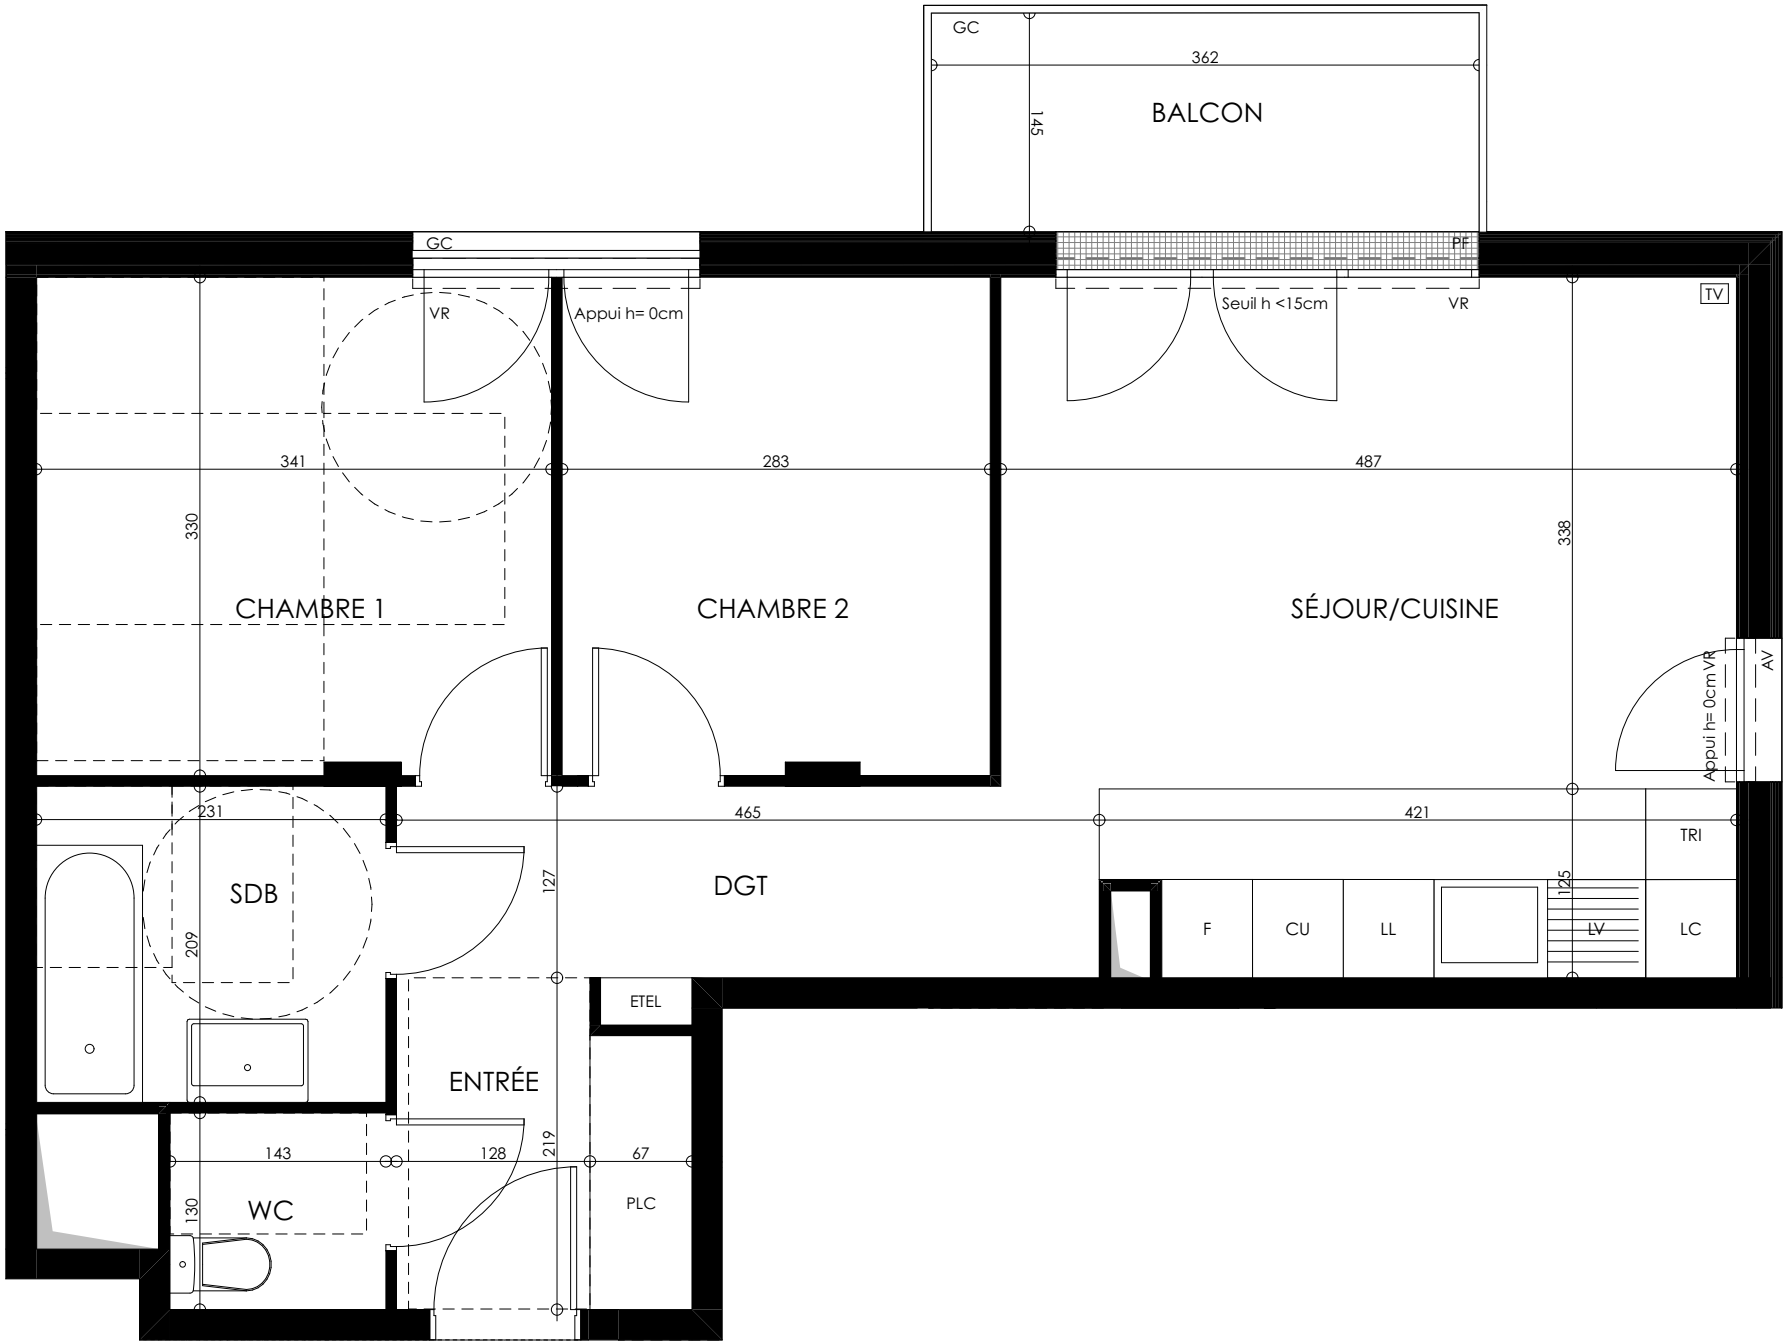 GC
362
145
BALCON
GC
PF
VR
Appui h= 0cm
Seuil h <15cm
VR
TV
341
283
487
330
338
CHAMBRE 1
CHAMBRE 2
SÉJOUR/CUISINE
Appui h= 0cm VR
AV
231
465
421
TRI
127
125
SDB
DGT
209
F
CU
LL
LV
LC
ETEL
ENTRÉE
143
128
219
67
130
WC
PLC